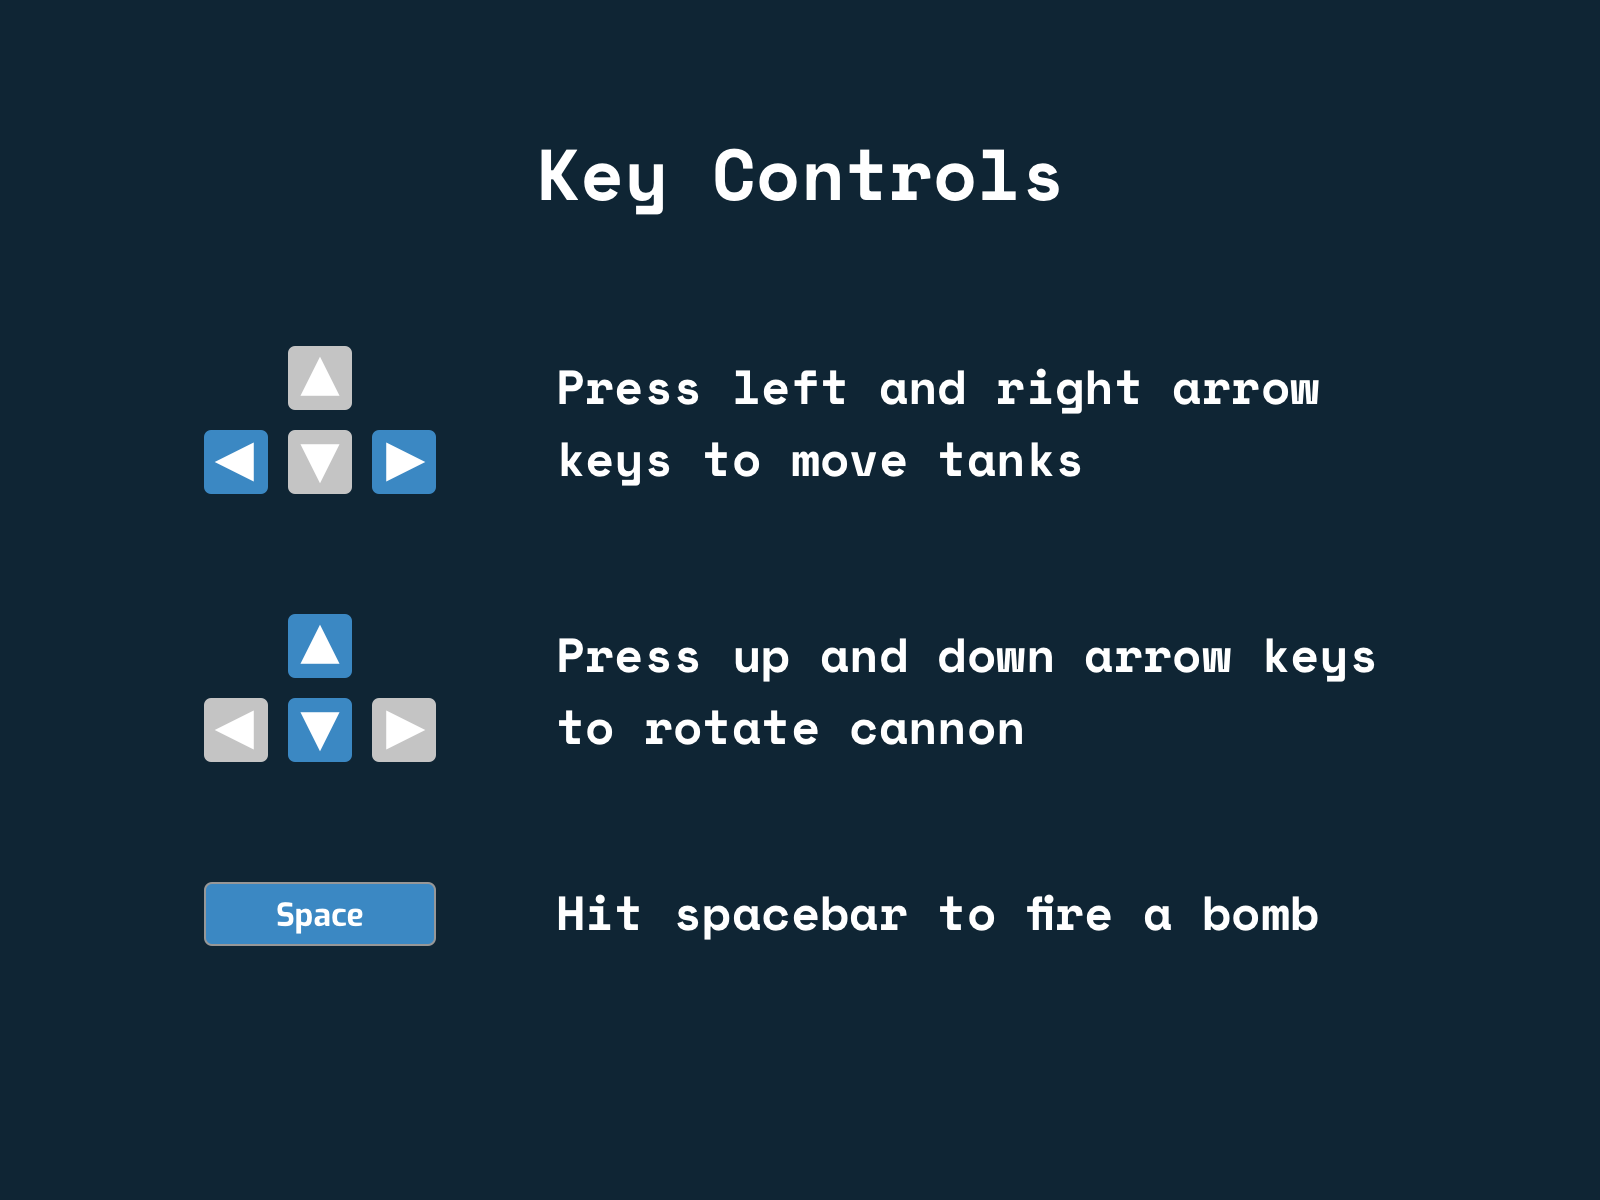 Key Controls
Press left and right arrow
keys to move tanks
Press up and down arrow keys
to rotate cannon
Space
Hit spacebar to fire a bomb